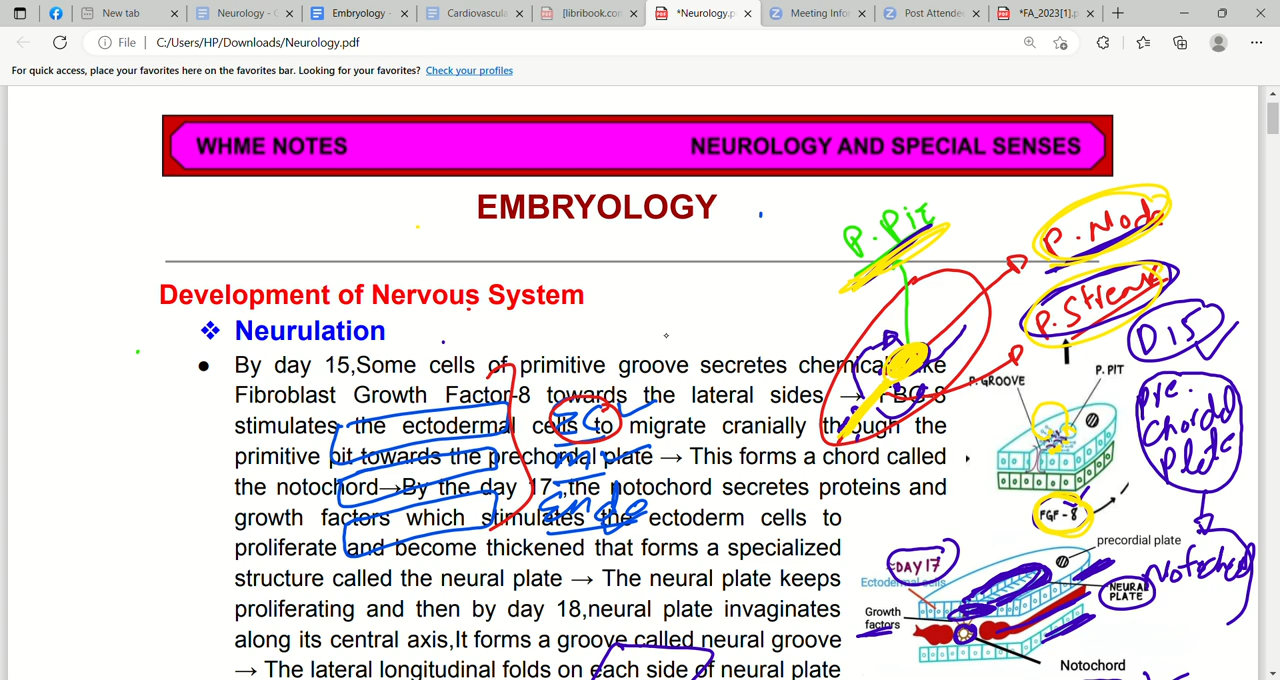 New tab
Neurology - G
Embryology -
Cardiovascula
[libribook.con
*Neurology.p
Meeting Infor
Post Attende
*FA_2023[1].p
File
C:/Users/HP/Downloads/Neurology.pdf
For quick access, place your favorites here on the favorites bar. Looking for your favorites? Check your profiles
WHME NOTES NEUROLOGY AND SPECIAL SENSES
EMBRYOLOGY
P. Pit
P. Node
P. Streak
D15
Development of Nervous System
❖ Neurulation
● By day 15,Some cells of primitive groove secretes chemical like
Fibroblast Growth Factor-8 towards the lateral sides → FBG-8
stimulates the ectodermal cells to migrate cranially through the
primitive pit towards the prechordal plate → This forms a chord called
the notochord→By the day 17 ,the notochord secretes proteins and
growth factors which stimulates the ectoderm cells to
proliferate and become thickened that forms a specialized
structure called the neural plate → The neural plate keeps
proliferating and then by day 18,neural plate invaginates
along its central axis,It forms a groove called neural groove
→ The lateral longitudinal folds on each side of neural plate
P. GROOVE
P. PIT
Pre.
Chordal
Plate
FGF-8
precordial plate
DAY 17
Ectodermal cells
NEURAL
PLATE
Growth
factors
Notochord